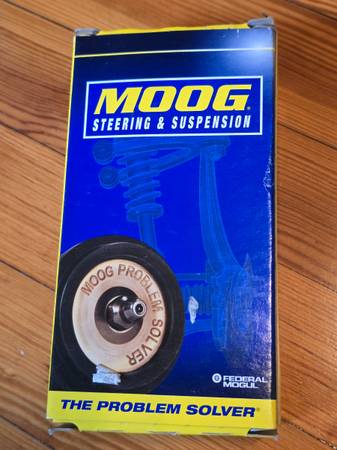 MOOG®
STEERING & SUSPENSION
MOOG PROBLEM SOLVER
FEDERAL
MOGUL
THE PROBLEM SOLVER®